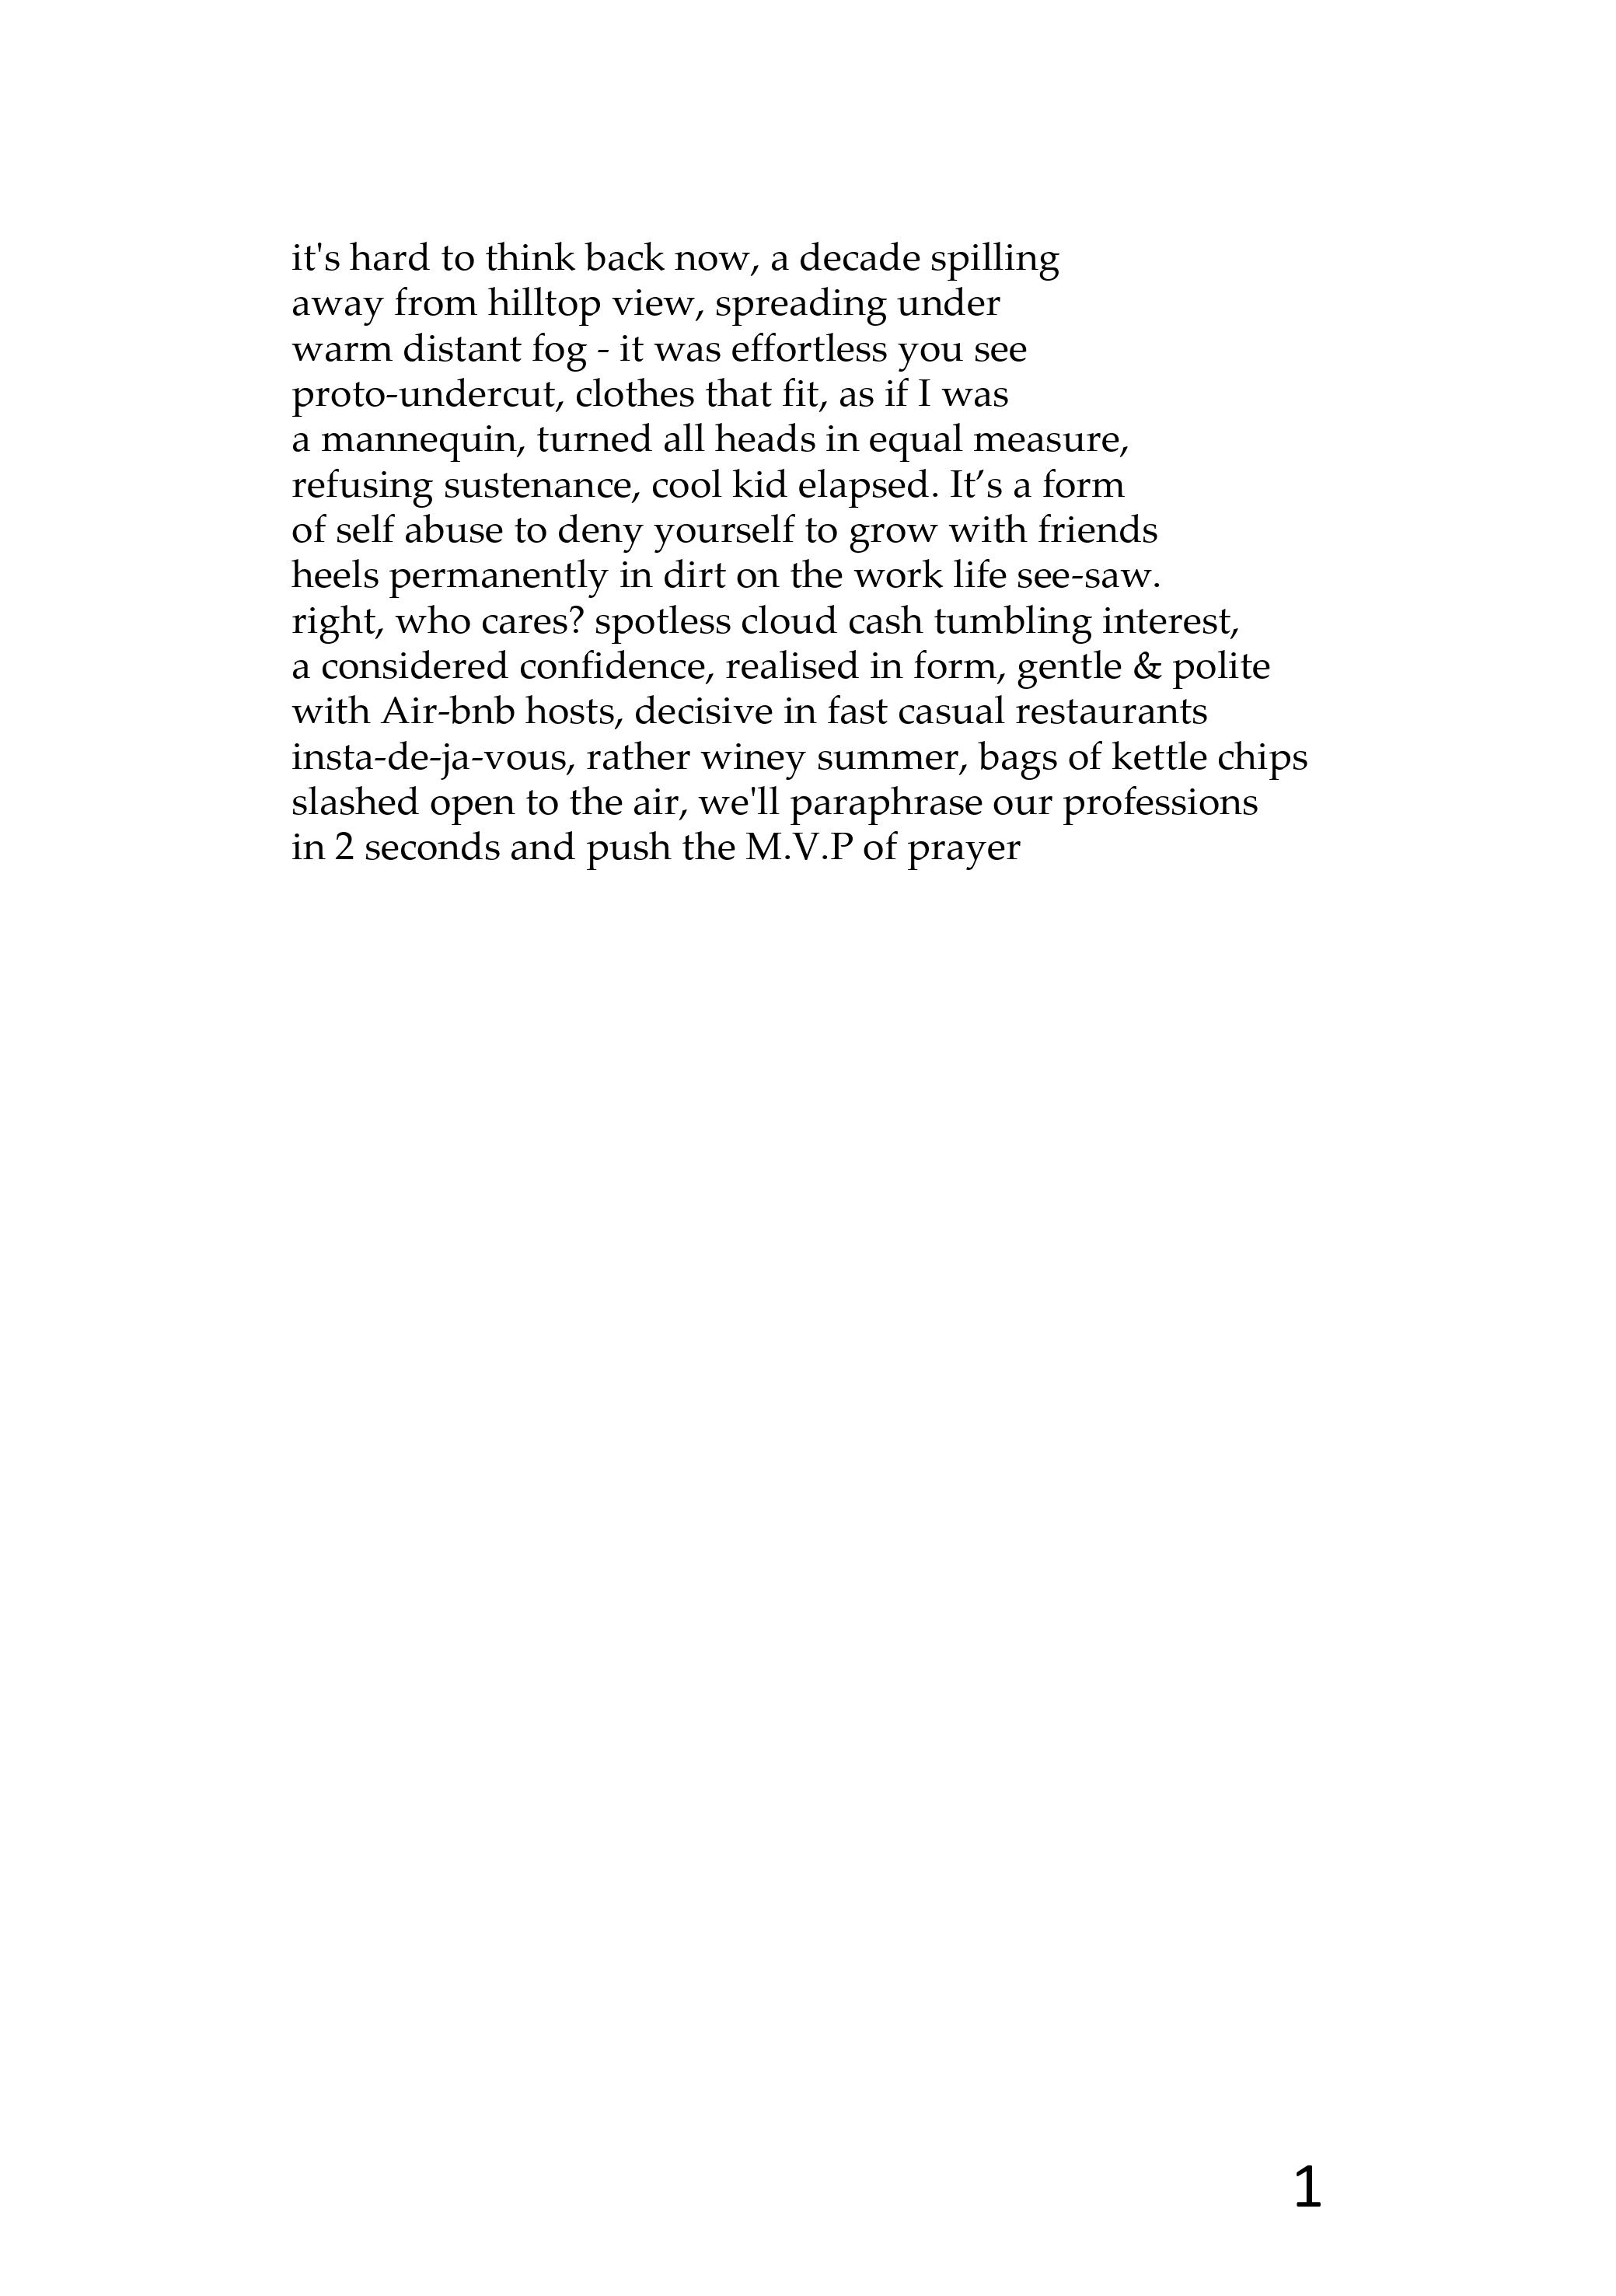 it's hard to think back now, a decade spilling
away from hilltop view, spreading under
warm distant fog - it was effortless you see
proto-undercut, clothes that fit, as if I was
a mannequin, turned all heads in equal measure,
refusing sustenance, cool kid elapsed. It’s a form
of self abuse to deny yourself to grow with friends
heels permanently in dirt on the work life see-saw.
right, who cares? spotless cloud cash tumbling interest,
a considered confidence, realised in form, gentle & polite
with Air-bnb hosts, decisive in fast casual restaurants
insta-de-ja-vous, rather winey summer, bags of kettle chips
slashed open to the air, we'll paraphrase our professions
in 2 seconds and push the M.V.P of prayer
1